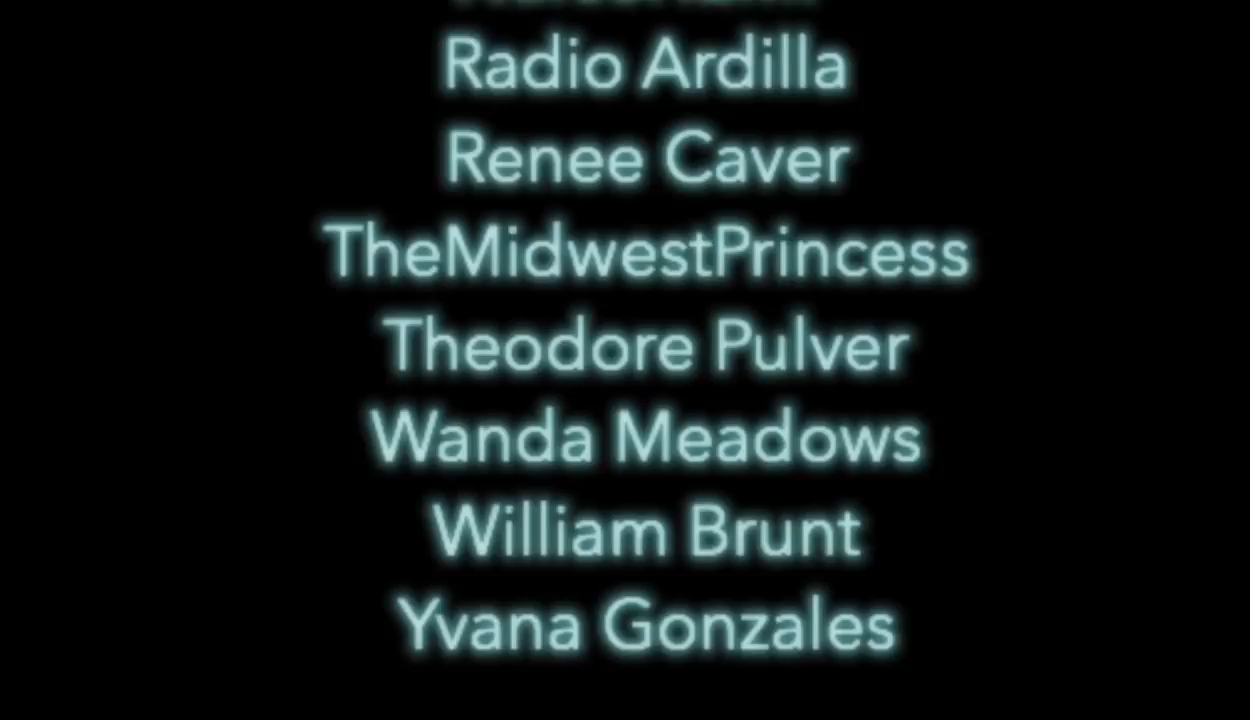 Radio Ardilla
Renee Caver
TheMidwestPrincess
Theodore Pulver
Wanda Meadows
William Brunt
Yvana Gonzales